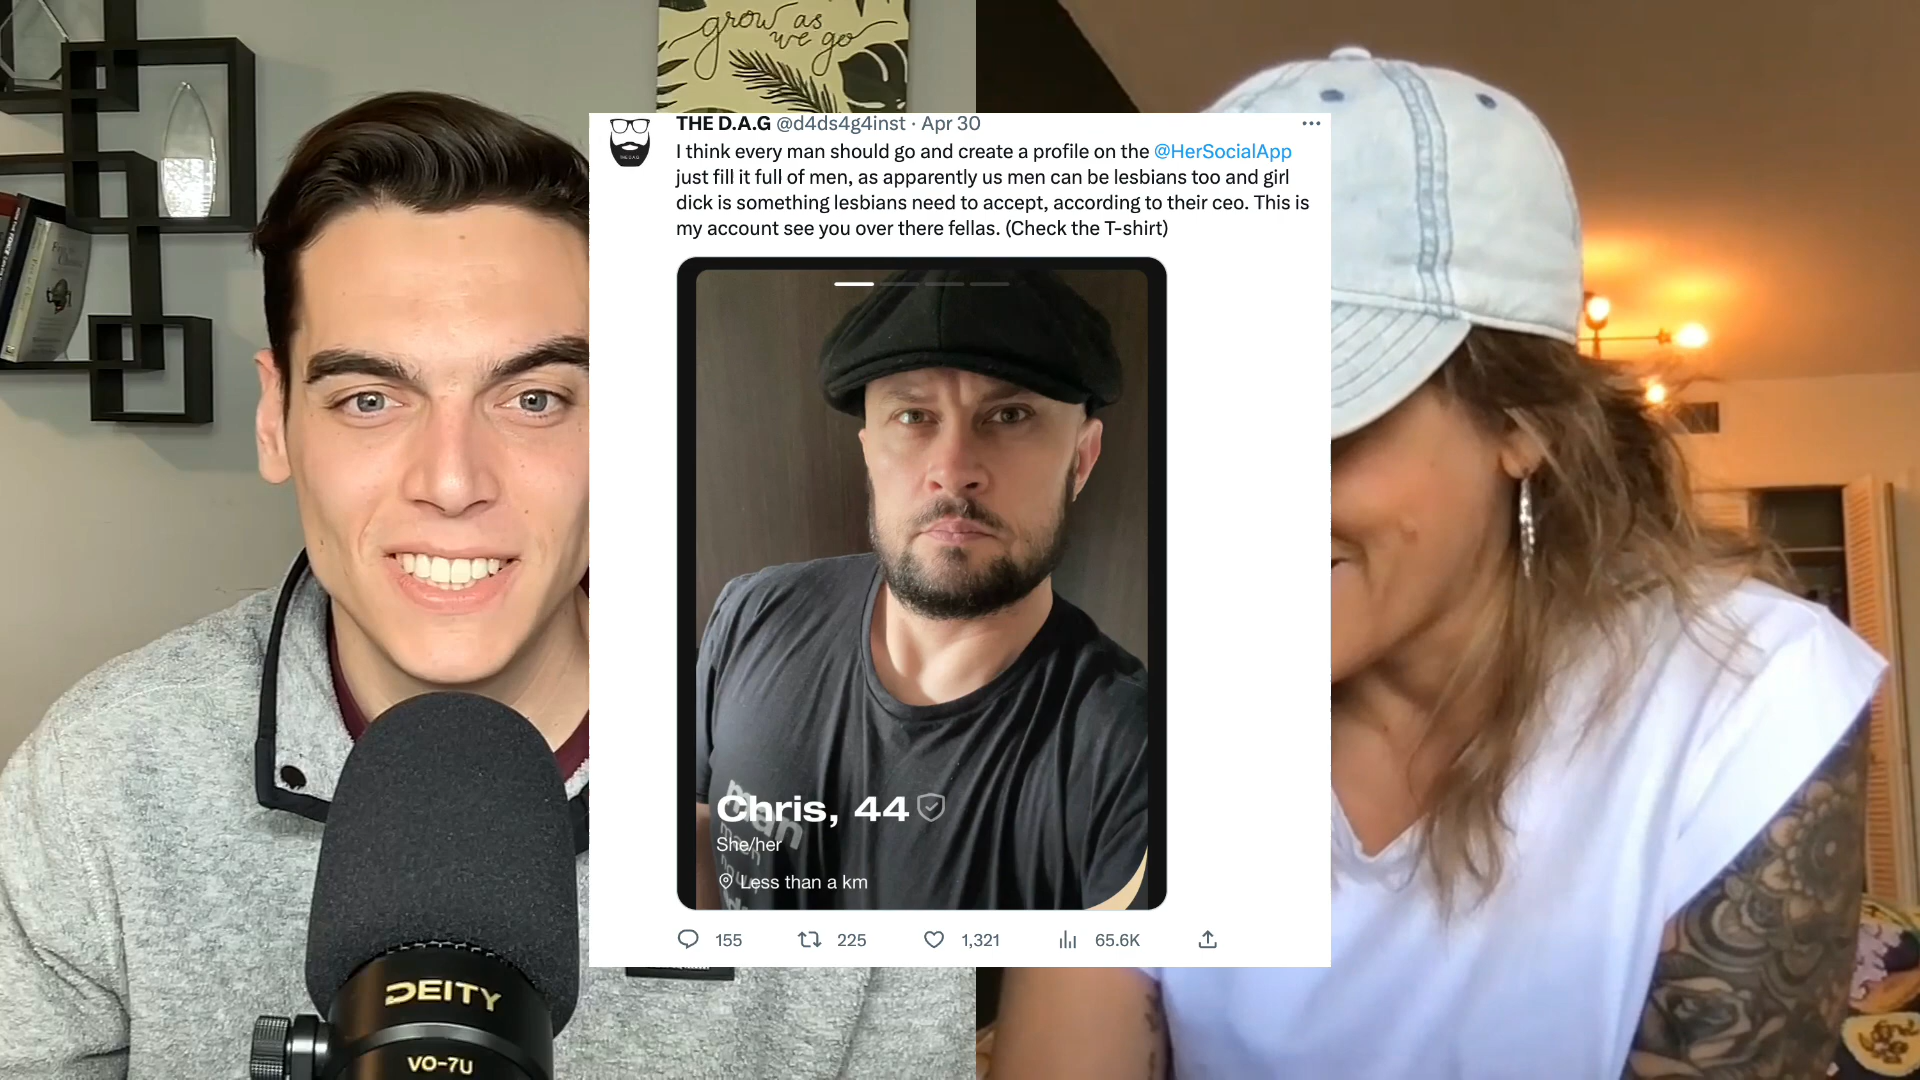 grow as
we go
THE D.A.G @d4ds4g4inst · Apr 30
I think every man should go and create a profile on the @HerSocialApp
just fill it full of men, as apparently us men can be lesbians too and girl
dick is something lesbians need to accept, according to their ceo. This is
my account see you over there fellas. (Check the T-shirt)
man
Chris, 44
She/her
Less than a km
155 225 1,321 65.6K
DEITY
VO-7U